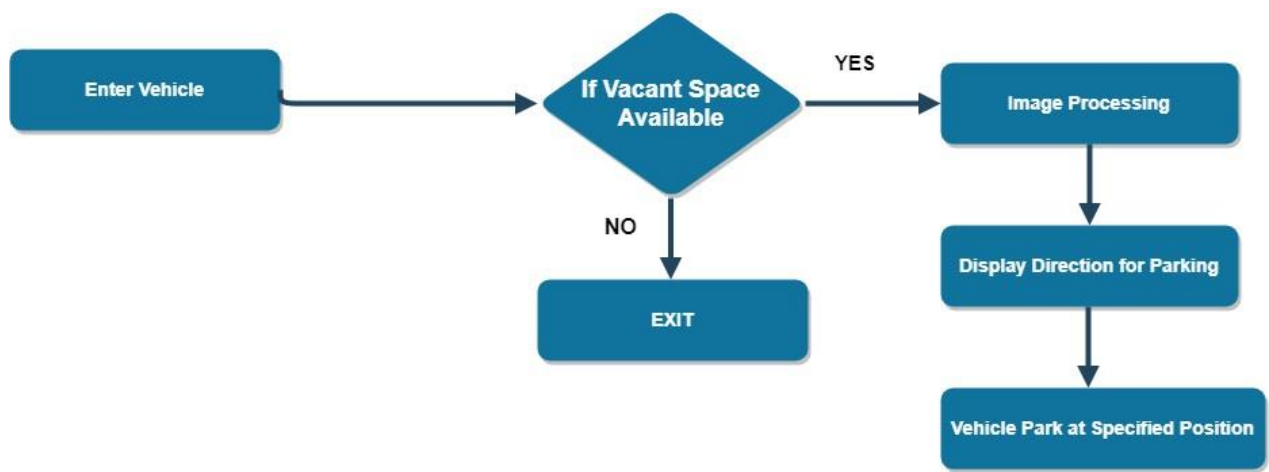 Enter Vehicle
If Vacant Space
Available
YES
Image Processing
NO
Display Direction for Parking
EXIT
Vehicle Park at Specified Position